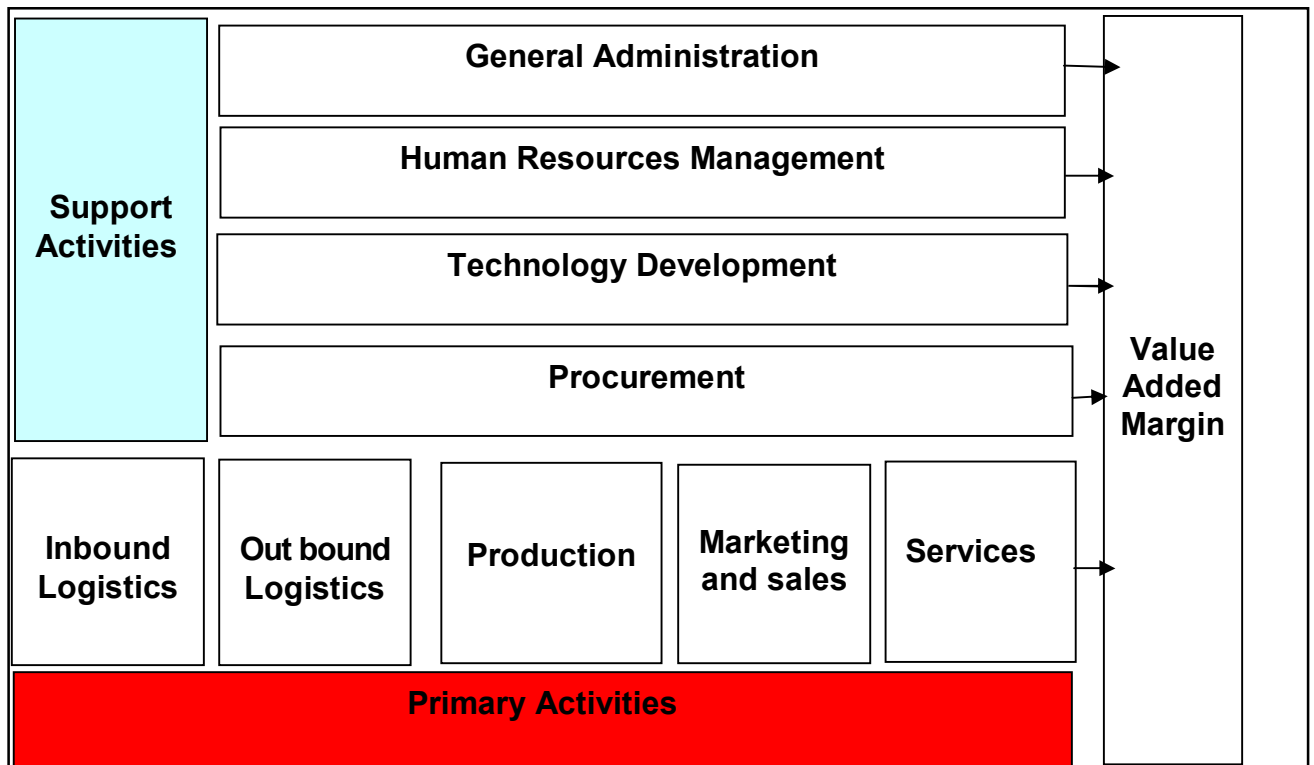 General Administration
Human Resources Management
Support
Activities
Technology Development
Procurement
Value
Added
Margin
Inbound
Logistics
Out bound
Logistics
Production
Marketing
and sales
Services
Primary Activities